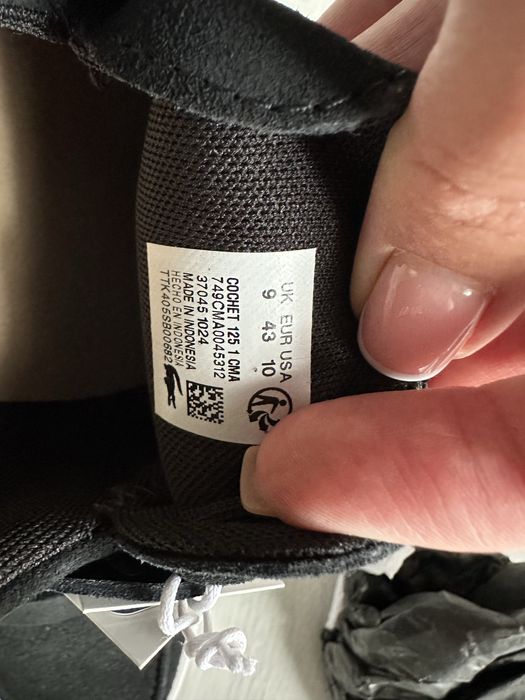 UK EUR USA
9 43 10
COCHET 125 1 CMA
749CMA0045312
37045 1024
MADE IN INDONESIA
HECHO EN INDONESIA
TTK405SB00682